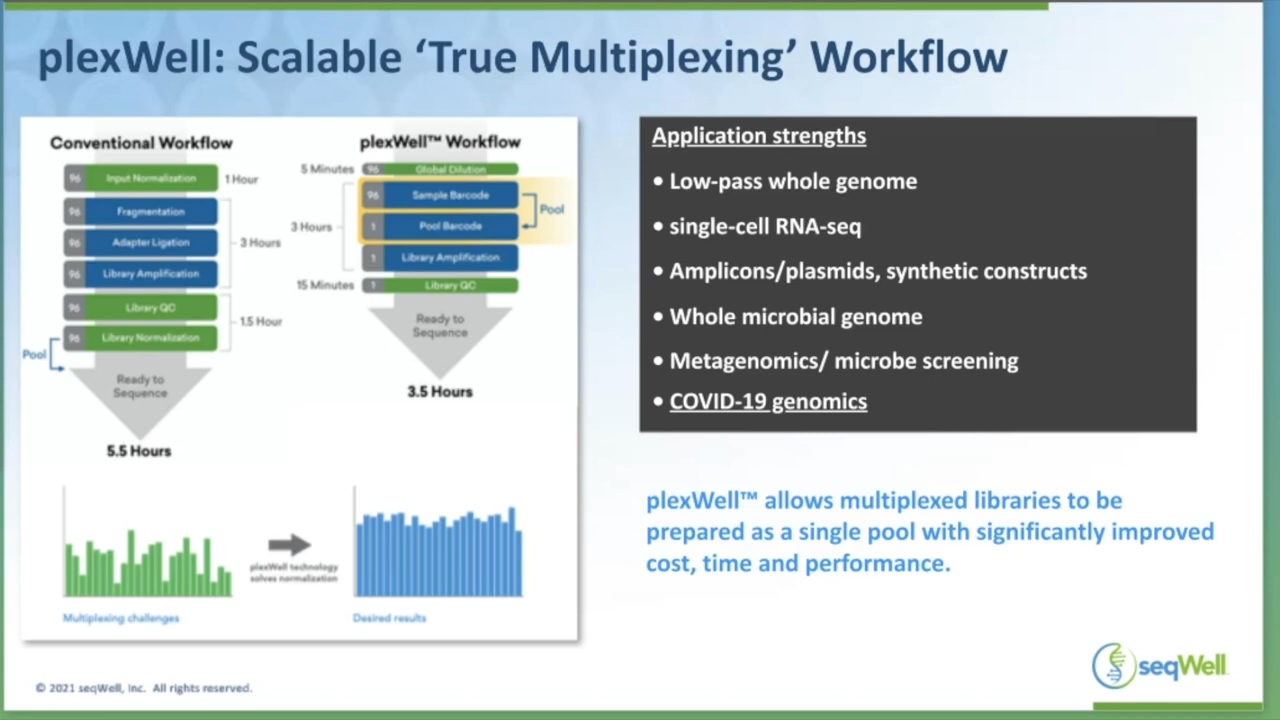 plexWell: Scalable ‘True Multiplexing’ Workflow
Conventional Workflow
96 Input Normalization 1 Hour
96 Fragmentation
96 Adapter Ligation 3 Hours
96 Library Amplification
96 Library QC
1.5 Hour
96 Library Normalization
Pool
Ready to
Sequence
5.5 Hours
plexWell™ Workflow
5 Minutes 96 Global Dilution
96 Sample Barcode
Pool
3 Hours 1 Pool Barcode
1 Library Amplification
15 Minutes 1 Library QC
Ready to
Sequence
3.5 Hours
plexWell technology
solves normalization
Multiplexing challenges
Desired results
Application strengths
• Low-pass whole genome
• single-cell RNA-seq
• Amplicons/plasmids, synthetic constructs
• Whole microbial genome
• Metagenomics/ microbe screening
• COVID-19 genomics
plexWell™ allows multiplexed libraries to be
prepared as a single pool with significantly improved
cost, time and performance.
© 2021 seqWell, Inc. All rights reserved.
seqWell